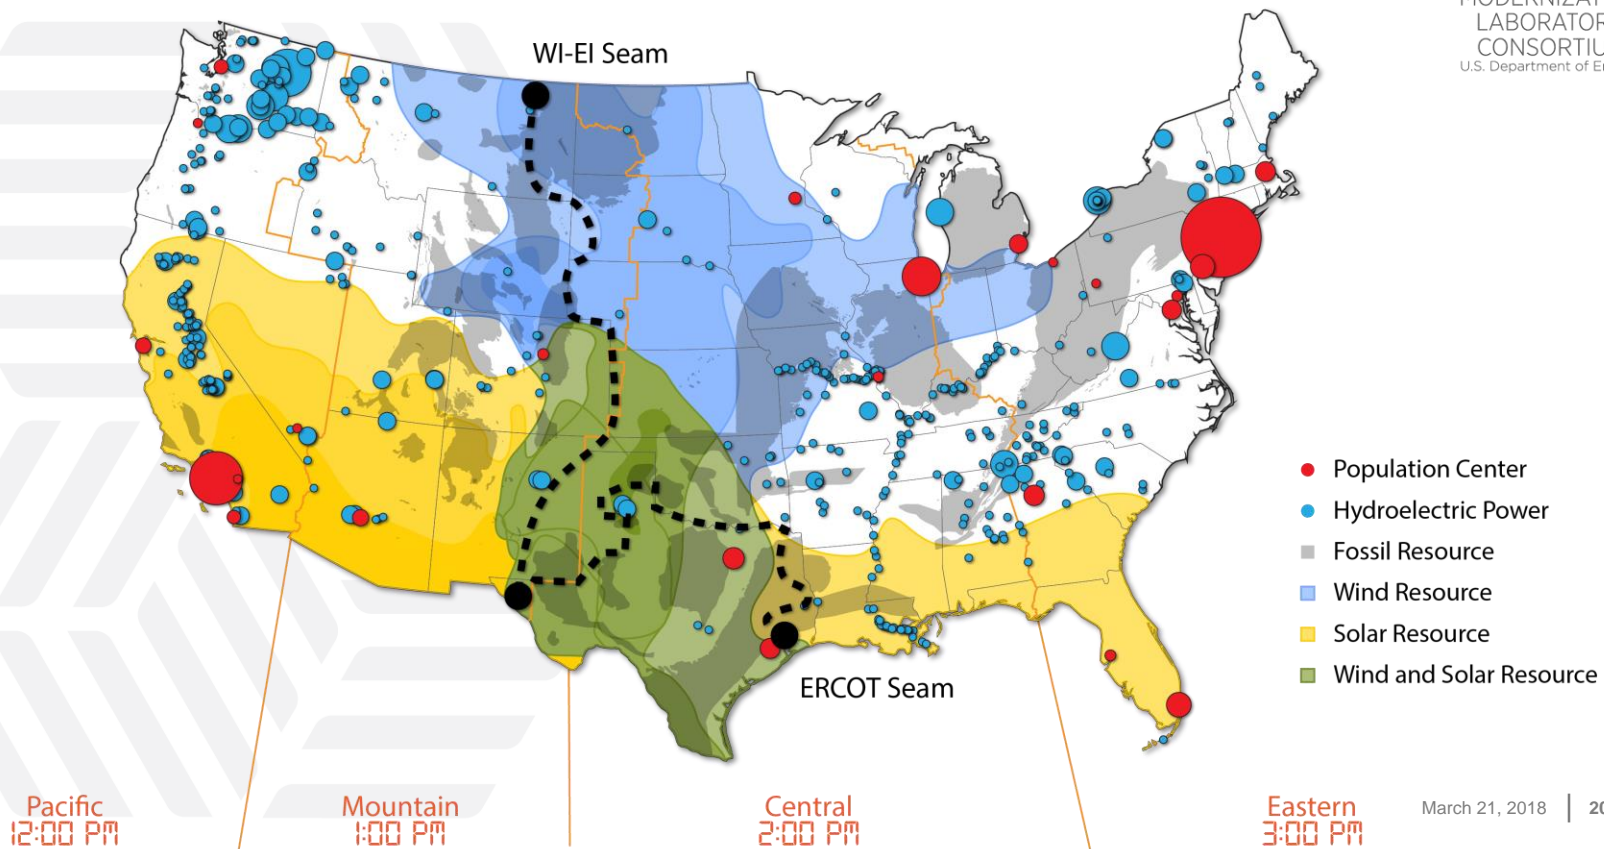 LABORATOR
CONSORTIU
U.S. Department of E
WI-EI Seam
Population Center
Hydroelectric Power
Fossil Resource
Wind Resource
Solar Resource
Wind and Solar Resource
ERCOT Seam
Pacific
12:00 PM
Mountain
1:00 PM
Central
2:00 PM
Eastern
3:00 PM
March 21, 2018 | 20